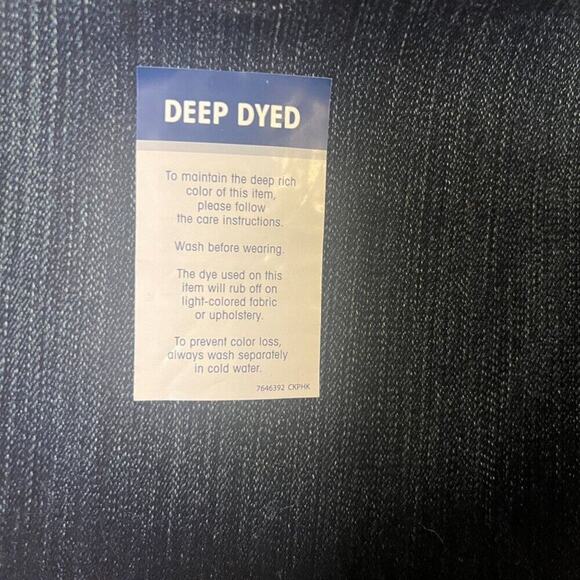 DEEP DYED
To maintain the deep rich
color of this item,
please follow
the care instructions.
Wash before wearing.
The dye used on this
item will rub off on
light-colored fabric
or upholstery.
To prevent color loss,
always wash separately
in cold water.
7646392 CKPHK